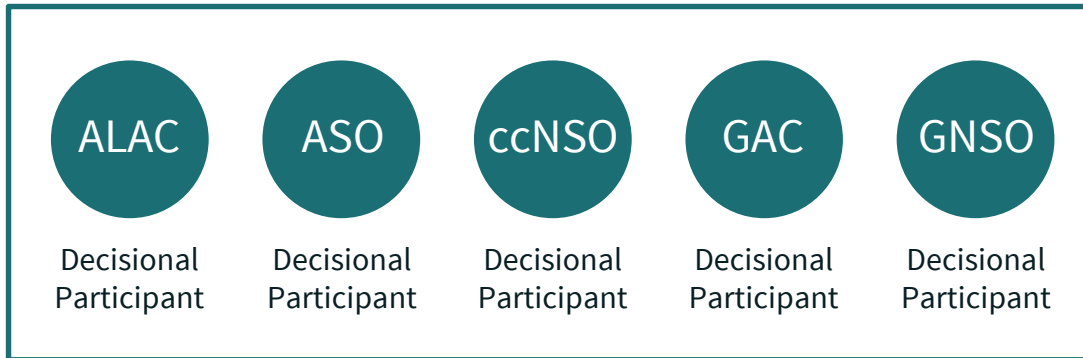 ALAC
ASO
ccNSO
GAC
GNSO
Decisional
Participant
Decisional
Participant
Decisional
Participant
Decisional
Participant
Decisional
Participant